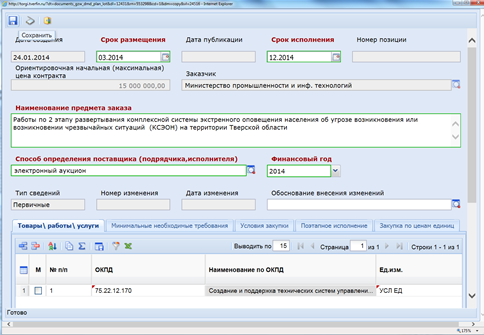 Сохранить
Дата создания
Срок размещения
Дата публикации
Срок исполнения
Номер позиции
24.01.2014
03.2014
12.2014
Ориентировочная начальная (максимальная)
цена контракта
Заказчик
15 000 000,00
Министерство промышленности и инф. технологий
Наименование предмета заказа
Работы по 2 этапу развертывания комплексной системы экстренного оповещения населения об угрозе возникновения или
возникновении чрезвычайных ситуаций (КСЭОН) на территории Тверской области
Способ определения поставщика (подрядчика,исполнителя)
Финансовый год
электронный аукцион
2014
Тип сведений
Номер изменения
Дата изменения
Обоснование внесения изменений
Первичные
Товары\ работы\ услуги
Минимальные необходимые требования
Условия закупки
Поэтапное исполнение
Закупка по ценам единиц
Выводить по 15
Страница 1 из 1
Строки 1 - 1 из 1
М
№ п/п
ОКПД
Наименование по ОКПД
Ед.изм.
1
1
75.22.12.170
Создание и поддержка технических систем управлени...
УСЛ ЕД
Готово
175%